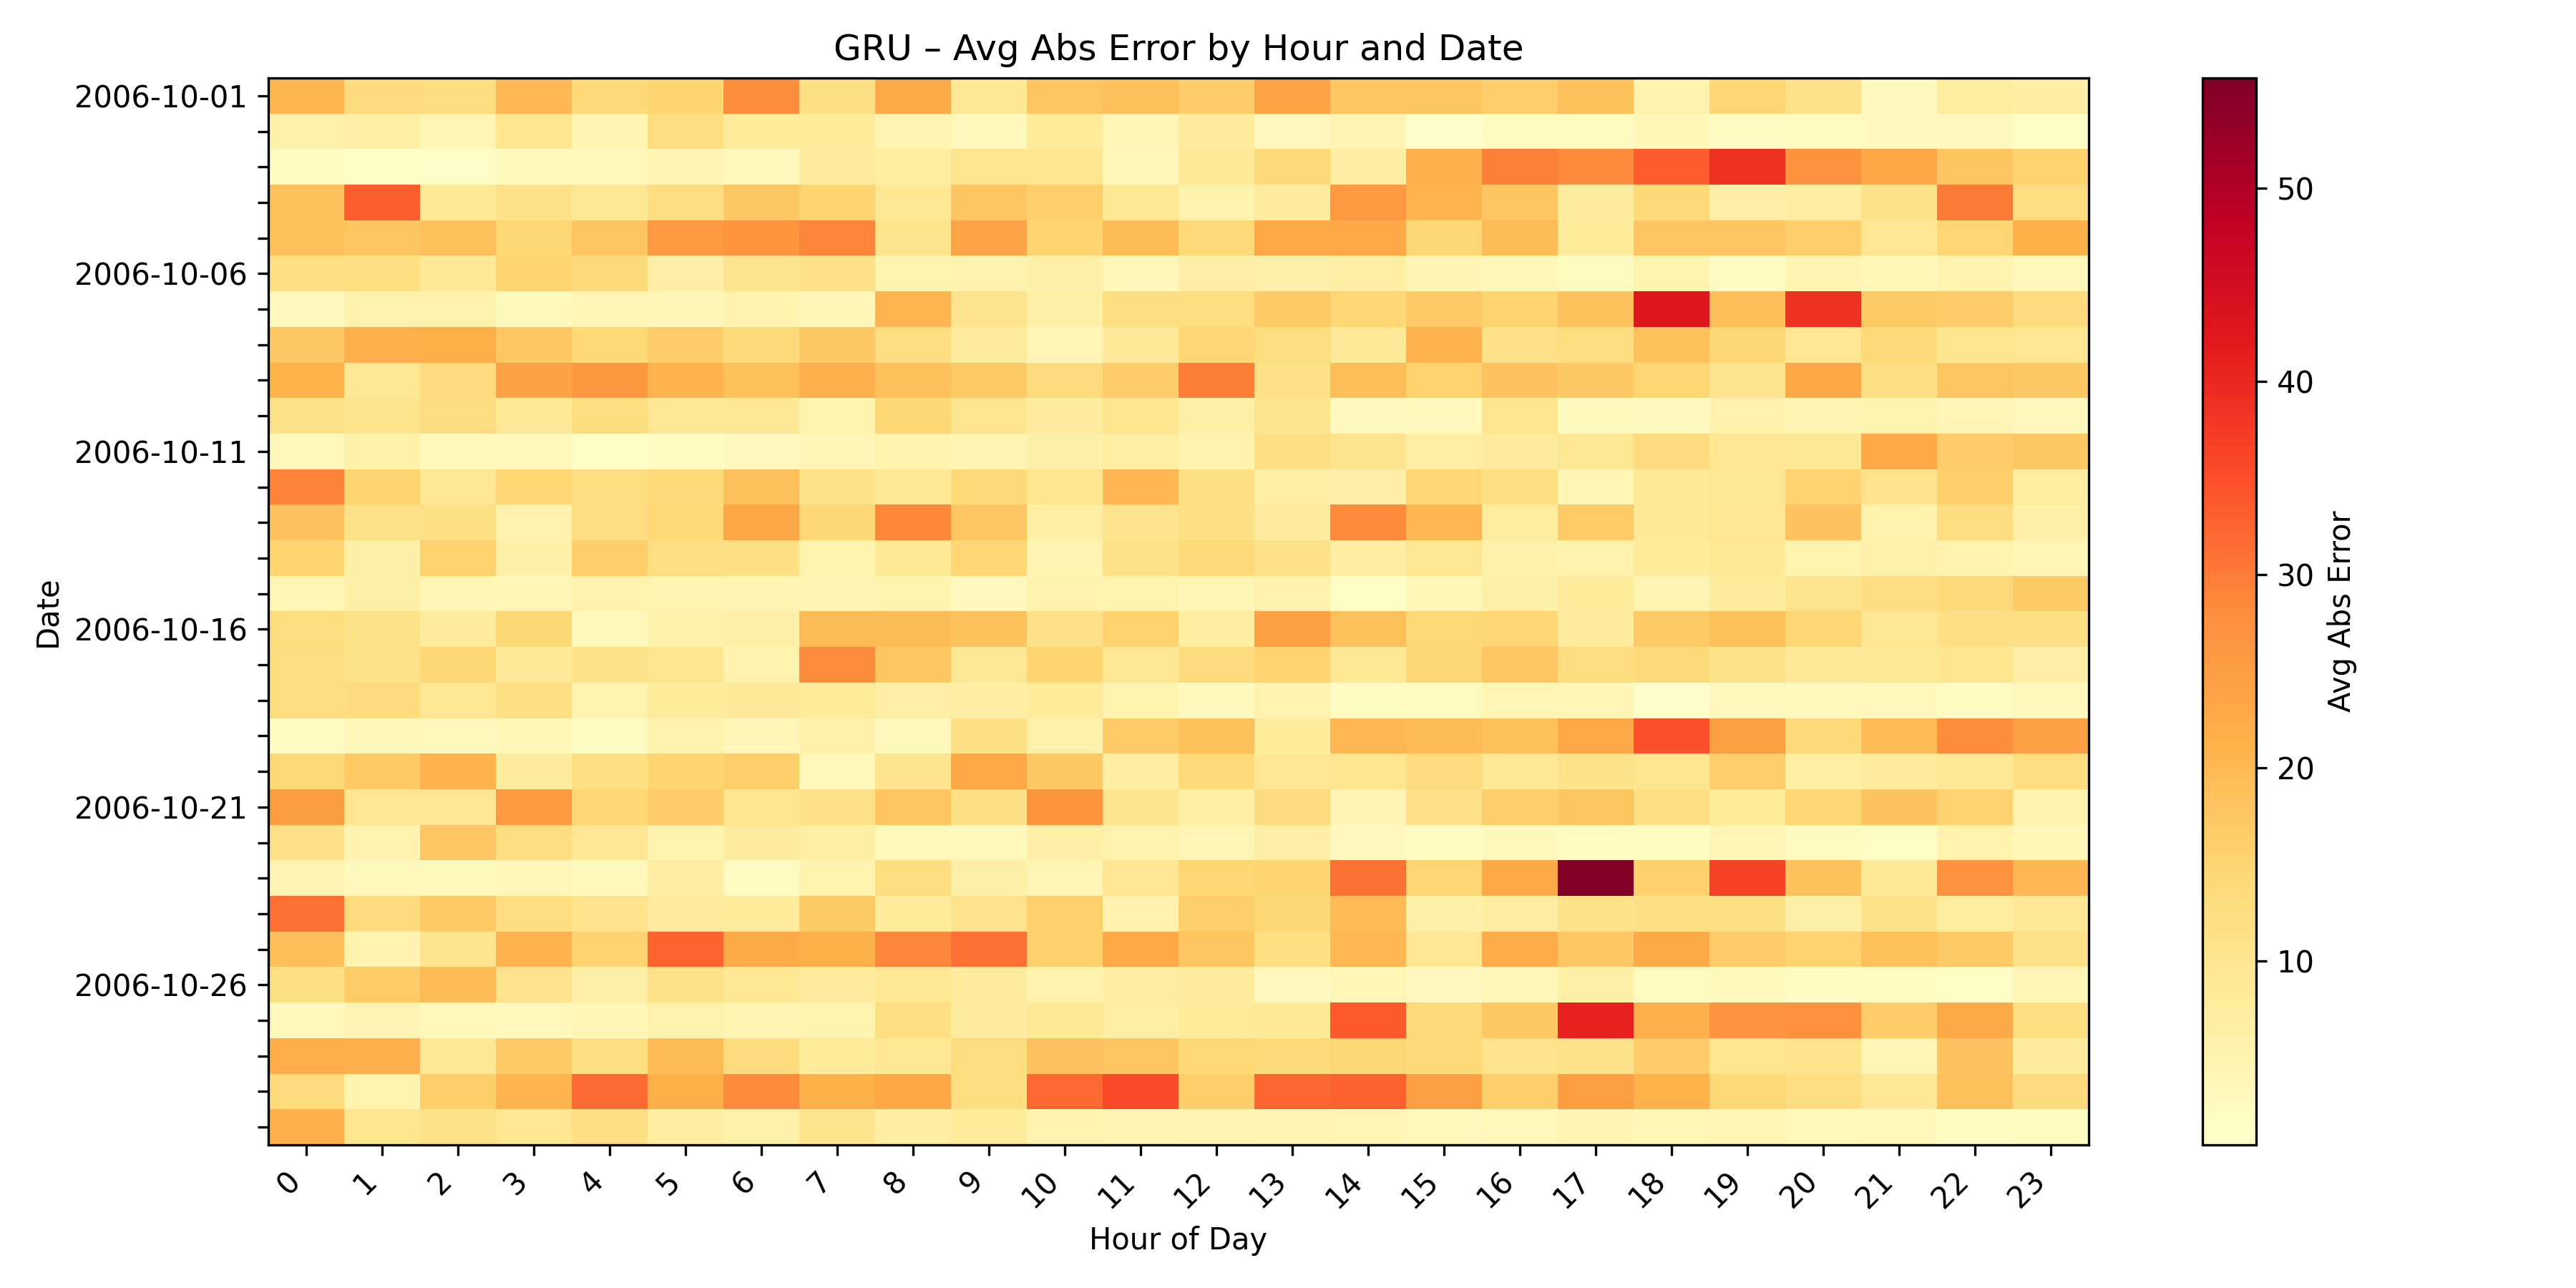 GRU – Avg Abs Error by Hour and Date
2006-10-01
2006-10-06
2006-10-11
2006-10-16
2006-10-21
2006-10-26
Date
0 1 2 3 4 5 6 7 8 9 10 11 12 13 14 15 16 17 18 19 20 21 22 23
Hour of Day
50
40
30
20
10
Avg Abs Error